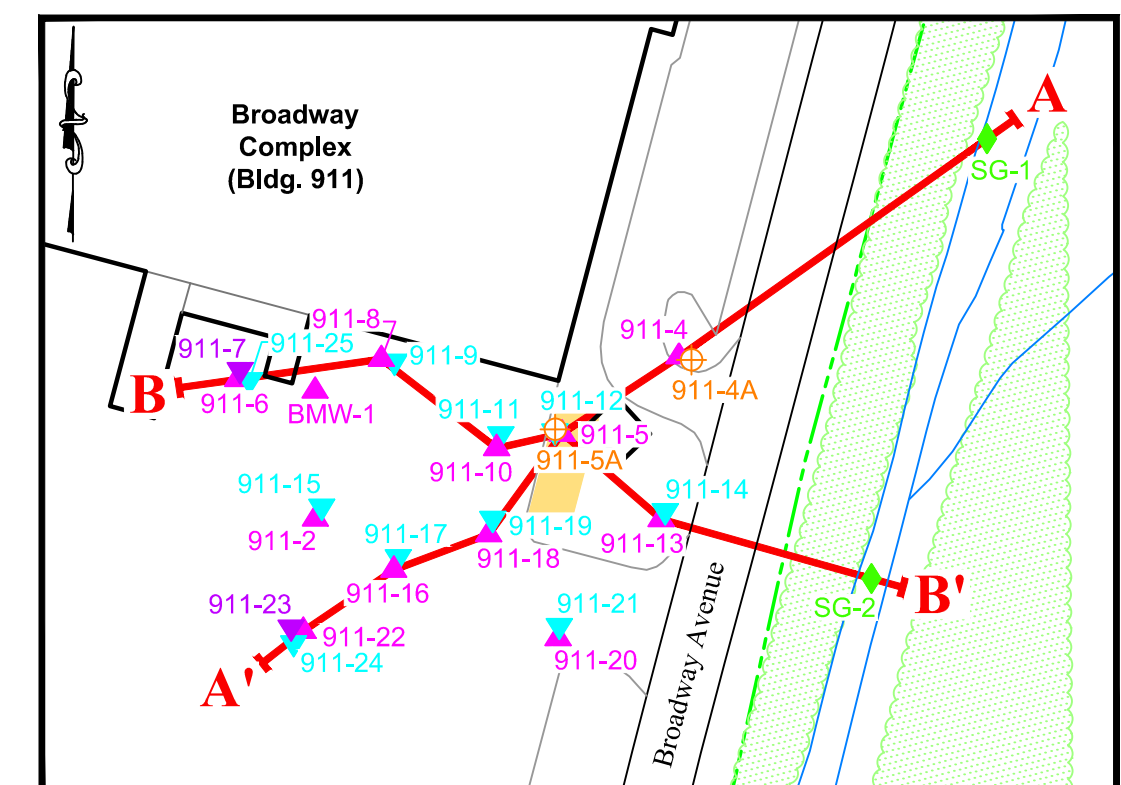 Broadway
Complex
(Bldg. 911)
A
SG-1
911-8
7
911-4
911-7
911-25
911-9
911-4A
B
911-6
BMW-1
911-12
911-11
911-5
911-10
911-5A
911-15
911-14
911-2
911-17
911-19
911-13
911-18
911-16
B'
SG-2
911-23
911-21
911-22
911-24
911-20
A'
Broadway Avenue